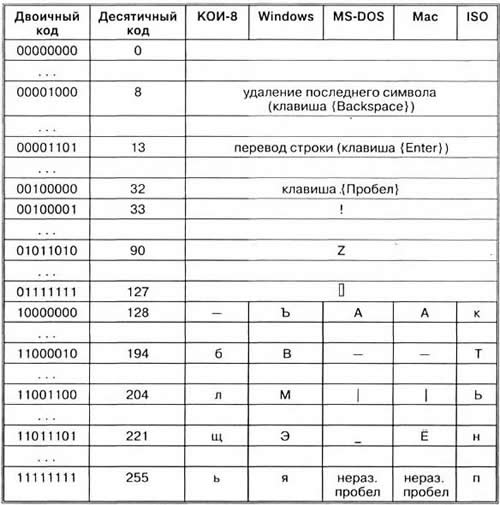 Двоичный код Десятичный код КОИ-8 Windows MS-DOS Mac ISO
00000000 0
...
00001000 8 удаление последнего символа (клавиша {Backspace})
...
00001101 13 перевод строки (клавиша {Enter})
...
00100000 32 клавиша {Пробел}
00100001 33 !
...
01011010 90 Z
...
01111111 127 ▯
10000000 128 — Ъ А А к
...
11000010 194 б В — — Т
...
11001100 204 л М | | Ь
...
11011101 221 щ Э _ Ё н
...
11111111 255 ь я нераз. пробел нераз. пробел п